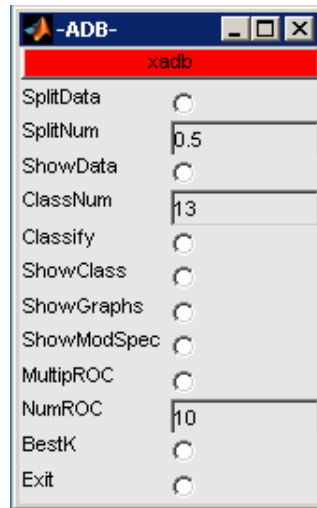 -ADB-
xadb
SplitData
SplitNum 0.5
ShowData
ClassNum 13
Classify
ShowClass
ShowGraphs
ShowModSpec
MultipROC
NumROC 10
BestK
Exit